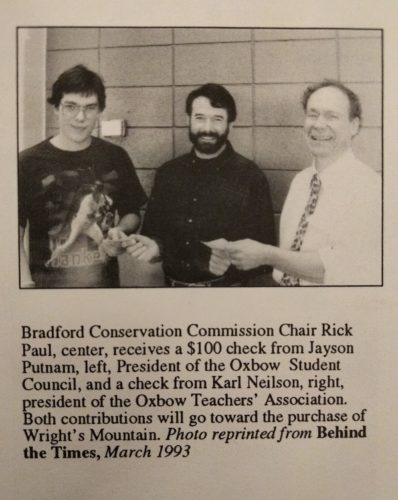 Bradford Conservation Commission Chair Rick
Paul, center, receives a $100 check from Jayson
Putnam, left, President of the Oxbow Student
Council, and a check from Karl Neilson, right,
president of the Oxbow Teachers' Association.
Both contributions will go toward the purchase of
Wright's Mountain. Photo reprinted from Behind
the Times, March 1993